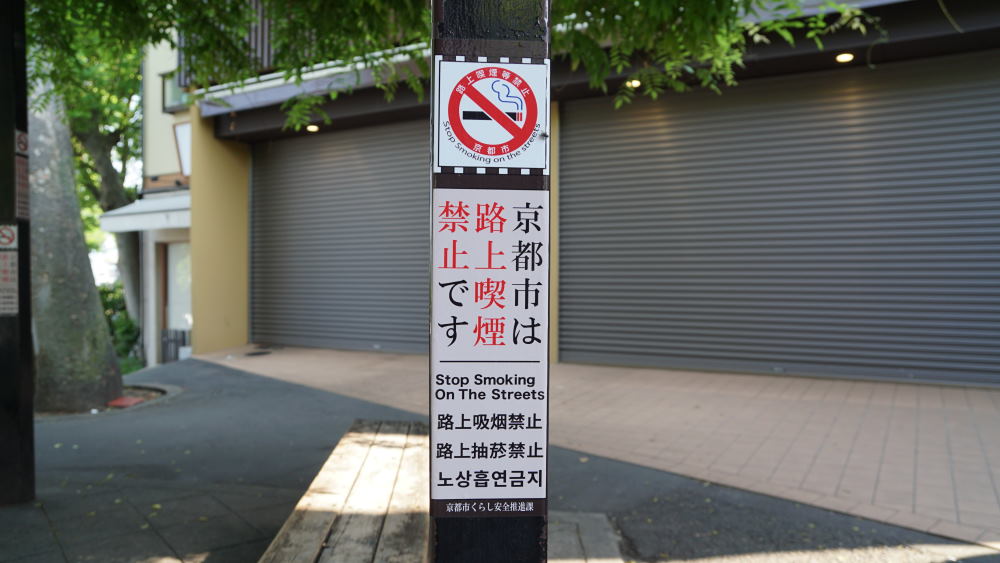 路上喫煙等禁止
京都市
Stop Smoking on the streets
京都市は
路上喫煙
禁止です
Stop Smoking
On The Streets
路上吸烟禁止
路上抽菸禁止
노상흡연금지
京都市くらし安全推進課